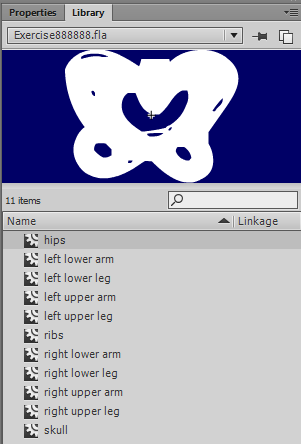 Properties Library
Exercise888888.fla
11 items
Name Linkage
hips
left lower arm
left lower leg
left upper arm
left upper leg
ribs
right lower arm
right lower leg
right upper arm
right upper leg
skull